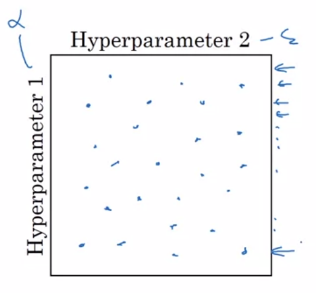 α
Hyperparameter 2 - ε
Hyperparameter 1